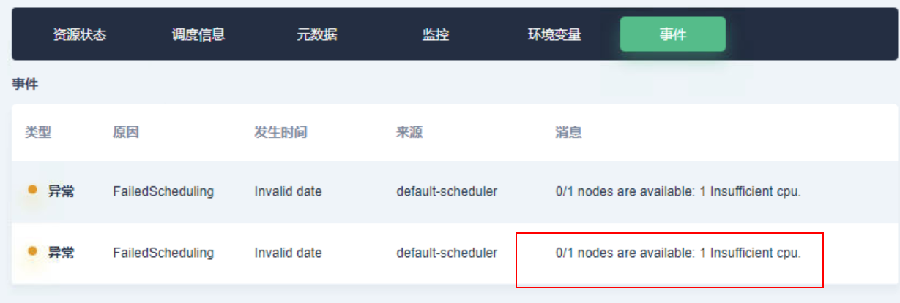 资源状态 调度信息 元数据 监控 环境变量 事件
事件
类型 原因 发生时间 来源 消息
异常 FailedScheduling Invalid date default-scheduler 0/1 nodes are available: 1 Insufficient cpu.
异常 FailedScheduling Invalid date default-scheduler 0/1 nodes are available: 1 Insufficient cpu.